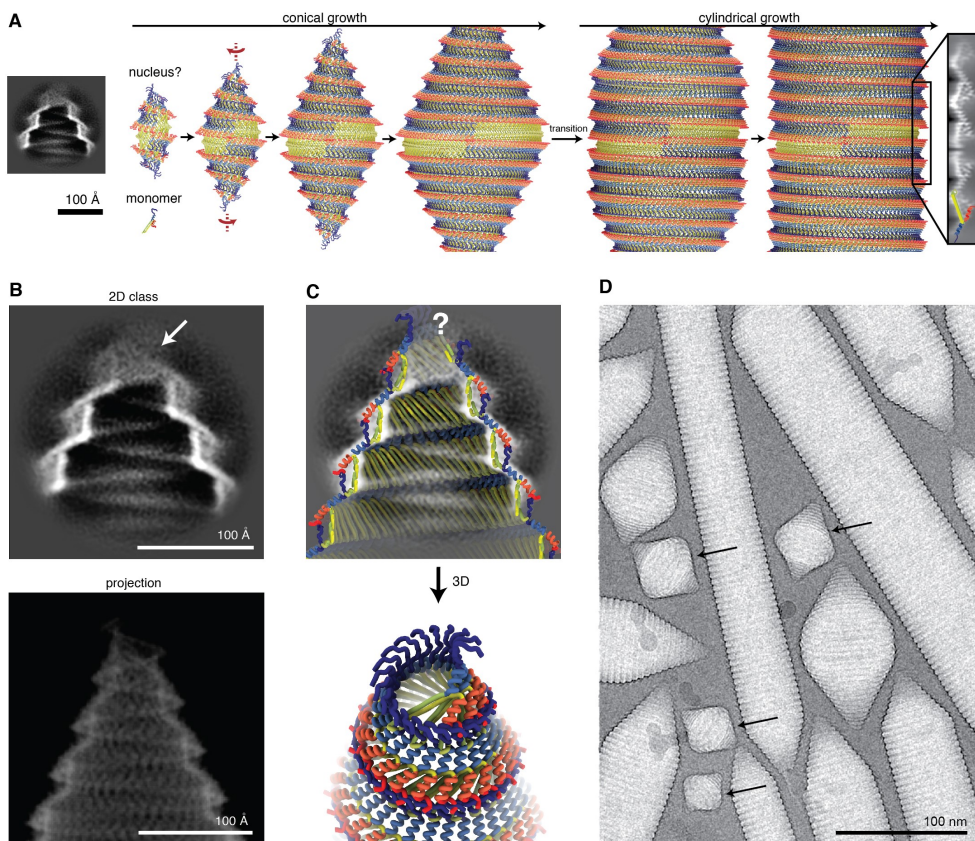 A
conical growth
cylindrical growth
nucleus?
transition
100 Å
monomer
B
2D class
100 Å
C
?
D
projection
100 Å
3D
100 nm